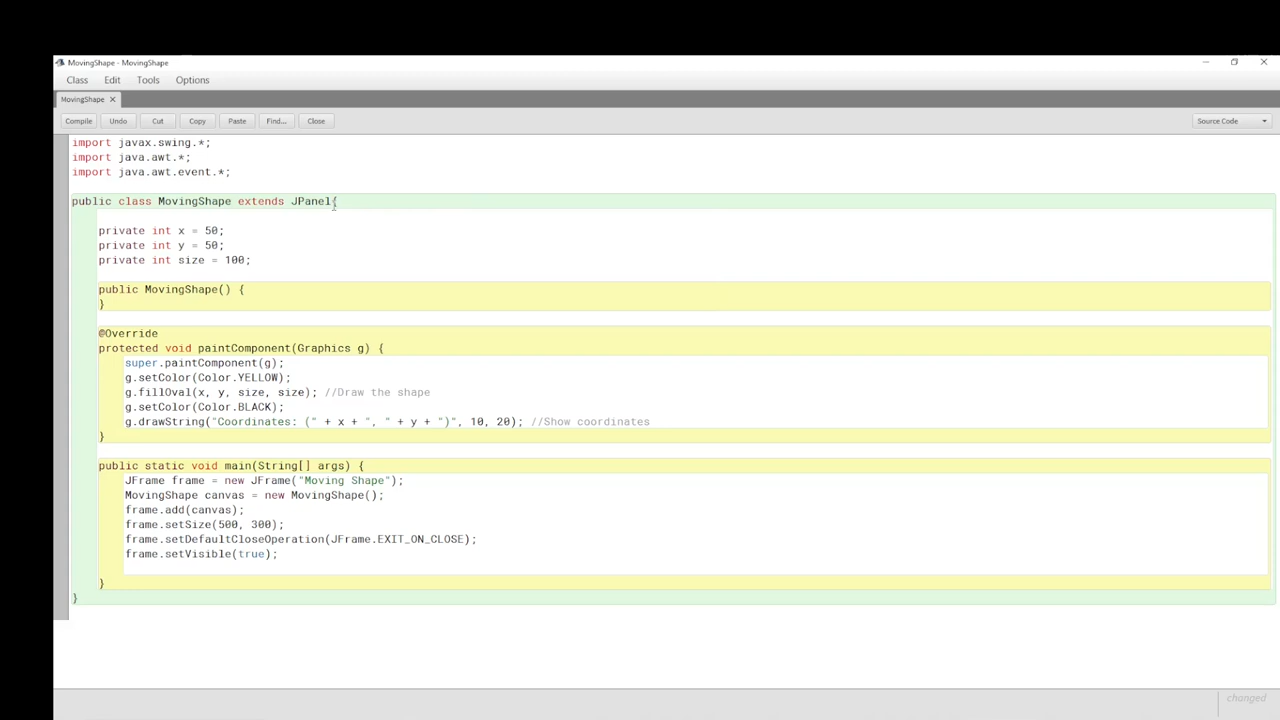 MovingShape - MovingShape
Class Edit Tools Options
MovingShape
Compile Undo Cut Copy Paste Find... Close Source Code
import javax.swing.*;
import java.awt.*;
import java.awt.event.*;
public class MovingShape extends JPanel{
private int x = 50;
private int y = 50;
private int size = 100;
public MovingShape() {
}
@Override
protected void paintComponent(Graphics g) {
super.paintComponent(g);
g.setColor(Color.YELLOW);
g.fillOval(x, y, size, size); //Draw the shape
g.setColor(Color.BLACK);
g.drawString("Coordinates: (" + x + ", " + y + ")", 10, 20); //Show coordinates
}
public static void main(String[] args) {
JFrame frame = new JFrame("Moving Shape");
MovingShape canvas = new MovingShape();
frame.add(canvas);
frame.setSize(500, 300);
frame.setDefaultCloseOperation(JFrame.EXIT_ON_CLOSE);
frame.setVisible(true);
}
}
changed